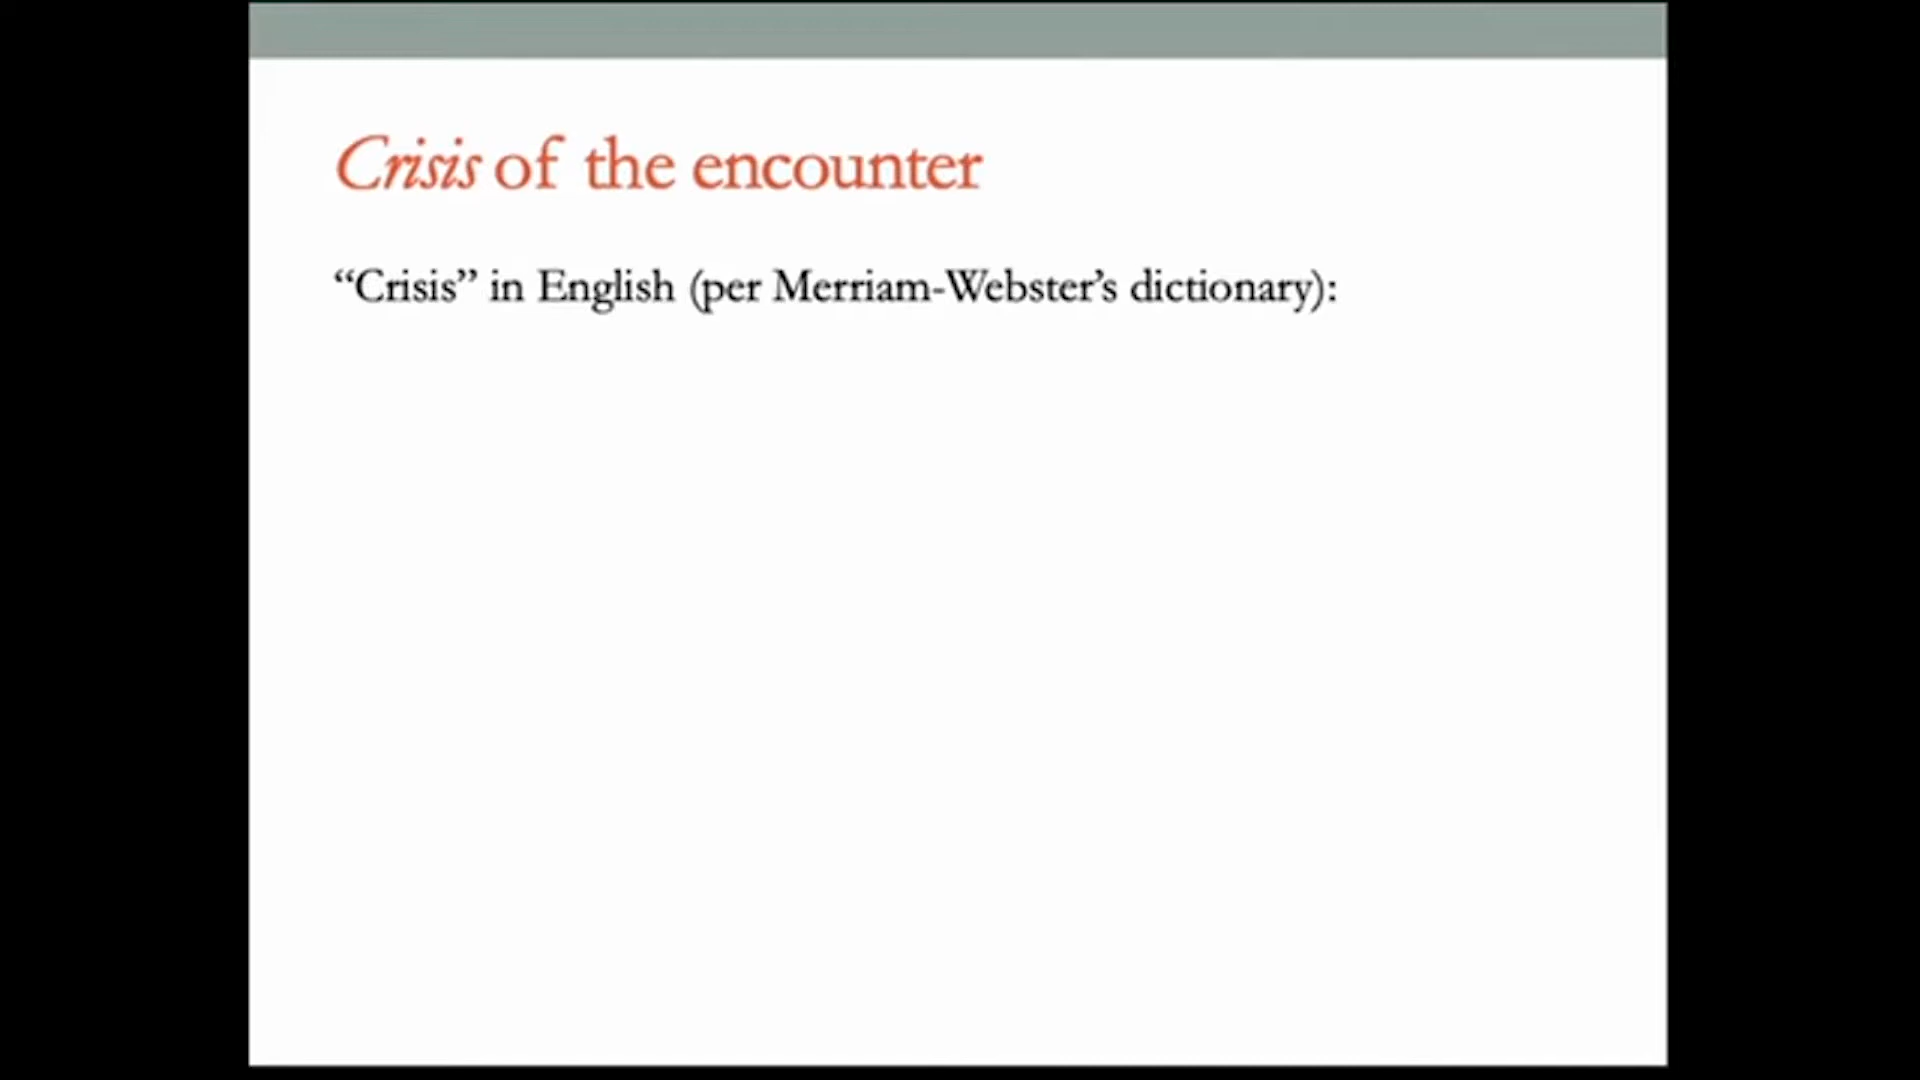 Crisis of the encounter
“Crisis” in English (per Merriam-Webster’s dictionary):